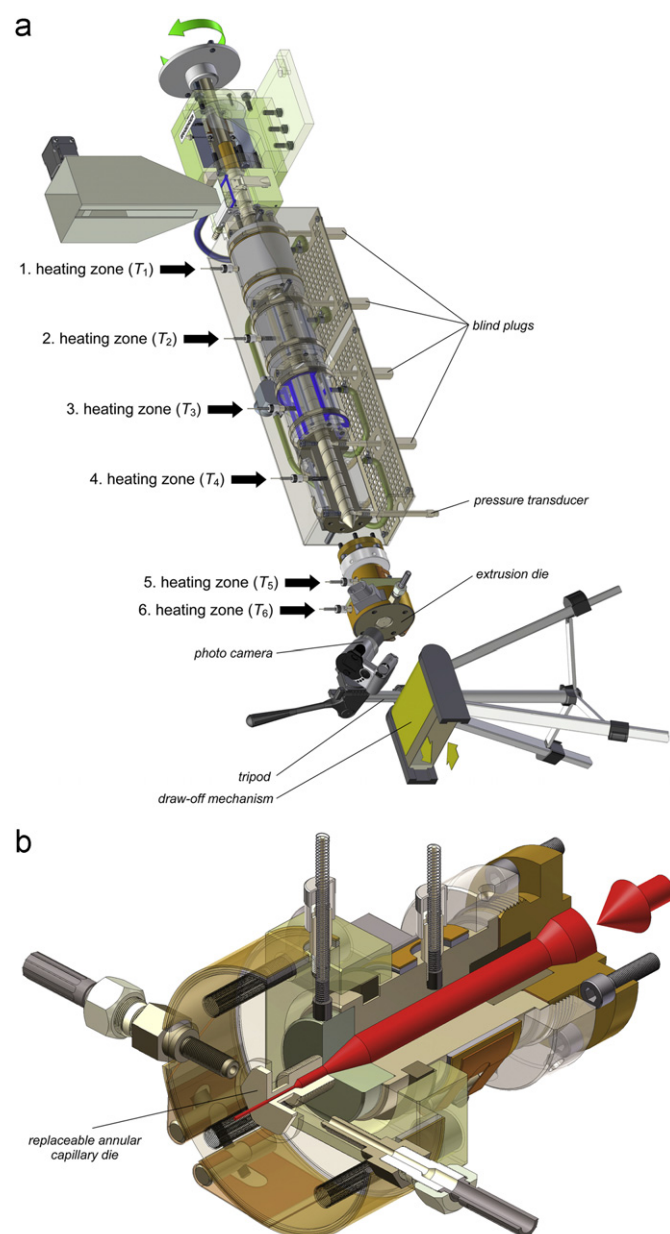 a
1. heating zone (T1)
2. heating zone (T2)
blind plugs
3. heating zone (T3)
4. heating zone (T4)
pressure transducer
5. heating zone (T5)
extrusion die
6. heating zone (T6)
photo camera
tripod
draw-off mechanism
b
replaceable annular
capillary die